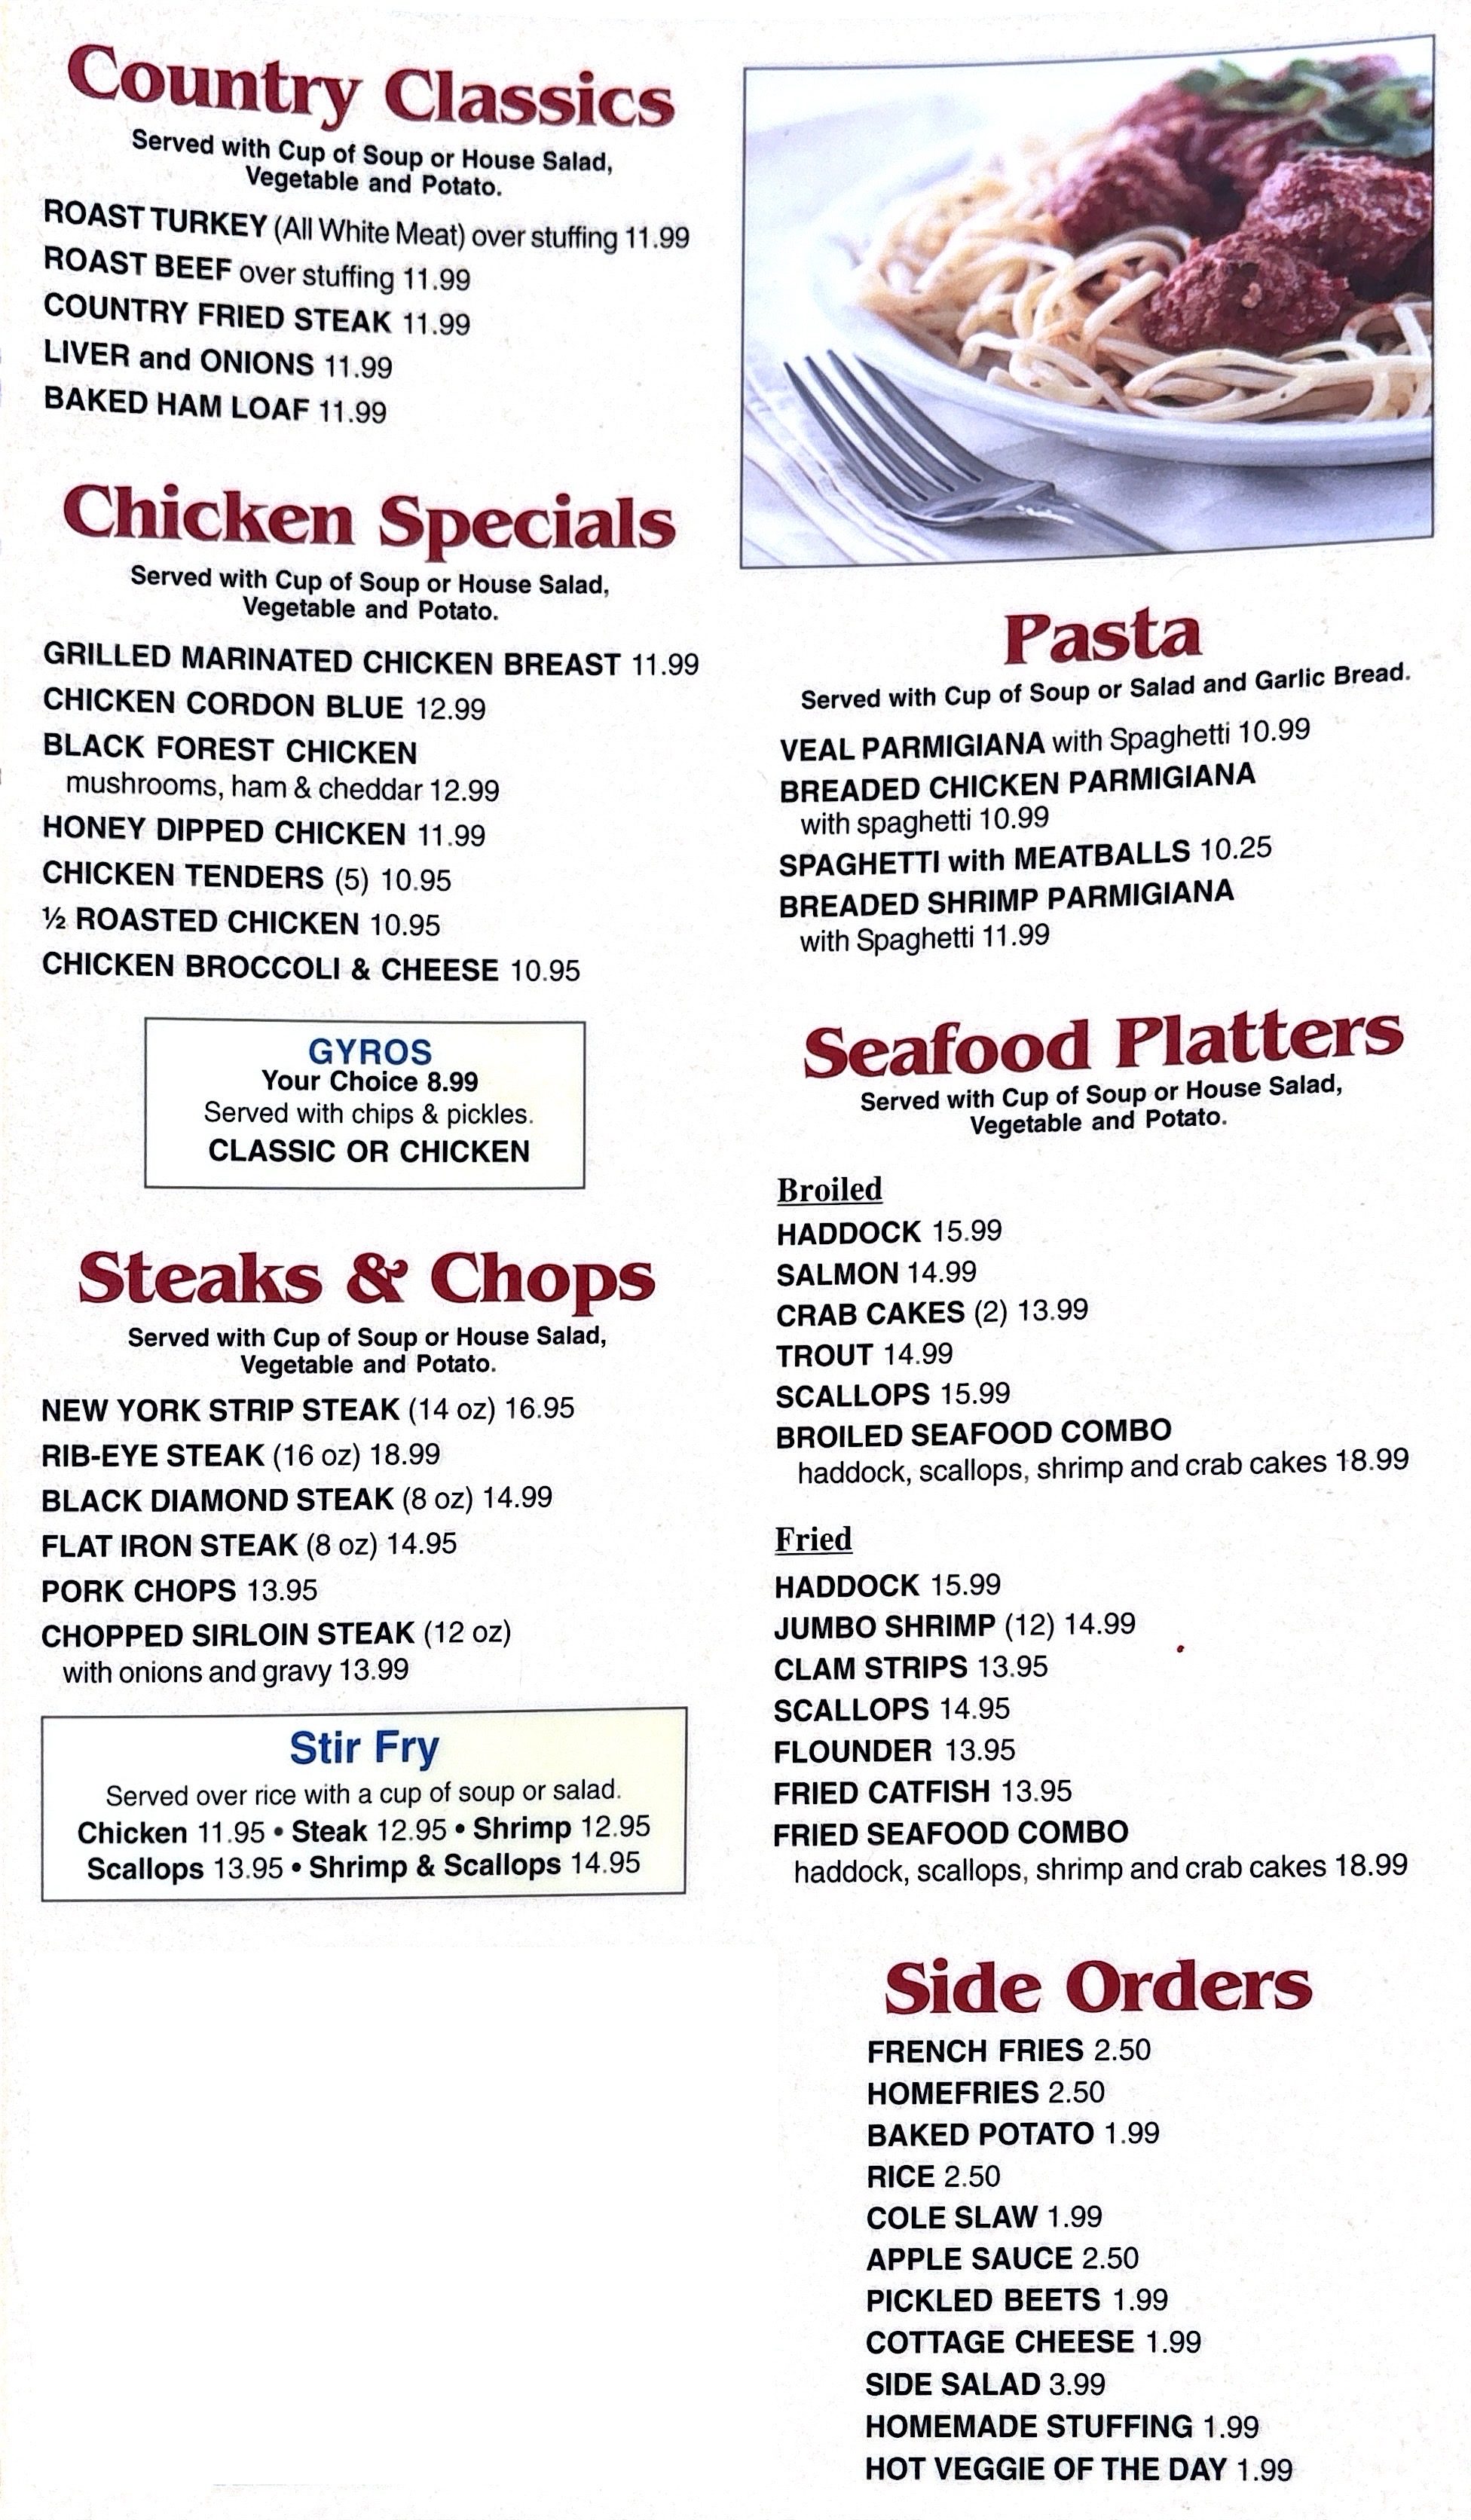 Country Classics
Served with Cup of Soup or House Salad,
Vegetable and Potato.
ROAST TURKEY (All White Meat) over stuffing 11.99
ROAST BEEF over stuffing 11.99
COUNTRY FRIED STEAK 11.99
LIVER and ONIONS 11.99
BAKED HAM LOAF 11.99
Chicken Specials
Served with Cup of Soup or House Salad,
Vegetable and Potato.
GRILLED MARINATED CHICKEN BREAST 11.99
CHICKEN CORDON BLUE 12.99
BLACK FOREST CHICKEN
mushrooms, ham & cheddar 12.99
HONEY DIPPED CHICKEN 11.99
CHICKEN TENDERS (5) 10.95
½ ROASTED CHICKEN 10.95
CHICKEN BROCCOLI & CHEESE 10.95
GYROS
Your Choice 8.99
Served with chips & pickles.
CLASSIC OR CHICKEN
Steaks & Chops
Served with Cup of Soup or House Salad,
Vegetable and Potato.
NEW YORK STRIP STEAK (14 oz) 16.95
RIB-EYE STEAK (16 oz) 18.99
BLACK DIAMOND STEAK (8 oz) 14.99
FLAT IRON STEAK (8 oz) 14.95
PORK CHOPS 13.95
CHOPPED SIRLOIN STEAK (12 oz)
with onions and gravy 13.99
Stir Fry
Served over rice with a cup of soup or salad.
Chicken 11.95 • Steak 12.95 • Shrimp 12.95
Scallops 13.95 • Shrimp & Scallops 14.95
Pasta
Served with Cup of Soup or Salad and Garlic Bread.
VEAL PARMIGIANA with Spaghetti 10.99
BREADED CHICKEN PARMIGIANA
with spaghetti 10.99
SPAGHETTI with MEATBALLS 10.25
BREADED SHRIMP PARMIGIANA
with Spaghetti 11.99
Seafood Platters
Served with Cup of Soup or House Salad,
Vegetable and Potato.
Broiled
HADDOCK 15.99
SALMON 14.99
CRAB CAKES (2) 13.99
TROUT 14.99
SCALLOPS 15.99
BROILED SEAFOOD COMBO
haddock, scallops, shrimp and crab cakes 18.99
Fried
HADDOCK 15.99
JUMBO SHRIMP (12) 14.99
CLAM STRIPS 13.95
SCALLOPS 14.95
FLOUNDER 13.95
FRIED CATFISH 13.95
FRIED SEAFOOD COMBO
haddock, scallops, shrimp and crab cakes 18.99
Side Orders
FRENCH FRIES 2.50
HOMEFRIES 2.50
BAKED POTATO 1.99
RICE 2.50
COLE SLAW 1.99
APPLE SAUCE 2.50
PICKLED BEETS 1.99
COTTAGE CHEESE 1.99
SIDE SALAD 3.99
HOMEMADE STUFFING 1.99
HOT VEGGIE OF THE DAY 1.99